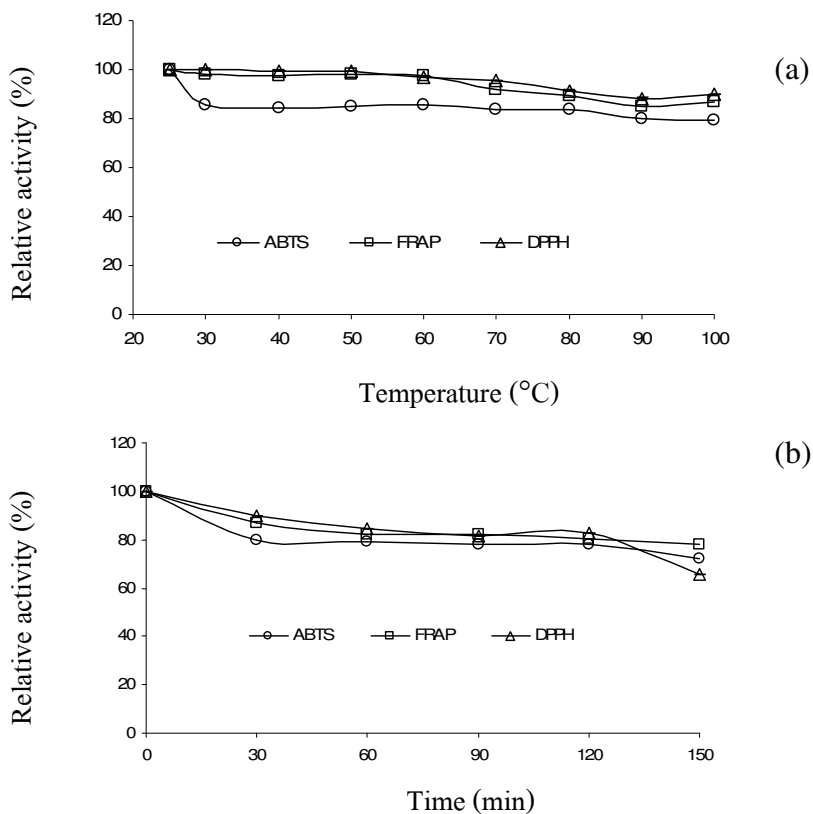 120
(a)
100
80
60
40
20
0
Relative activity (%)
ABTS FRAP DPPH
20 30 40 50 60 70 80 90 100
Temperature (°C)
120
(b)
100
80
60
40
20
0
Relative activity (%)
ABTS FRAP DPPH
0 30 60 90 120 150
Time (min)